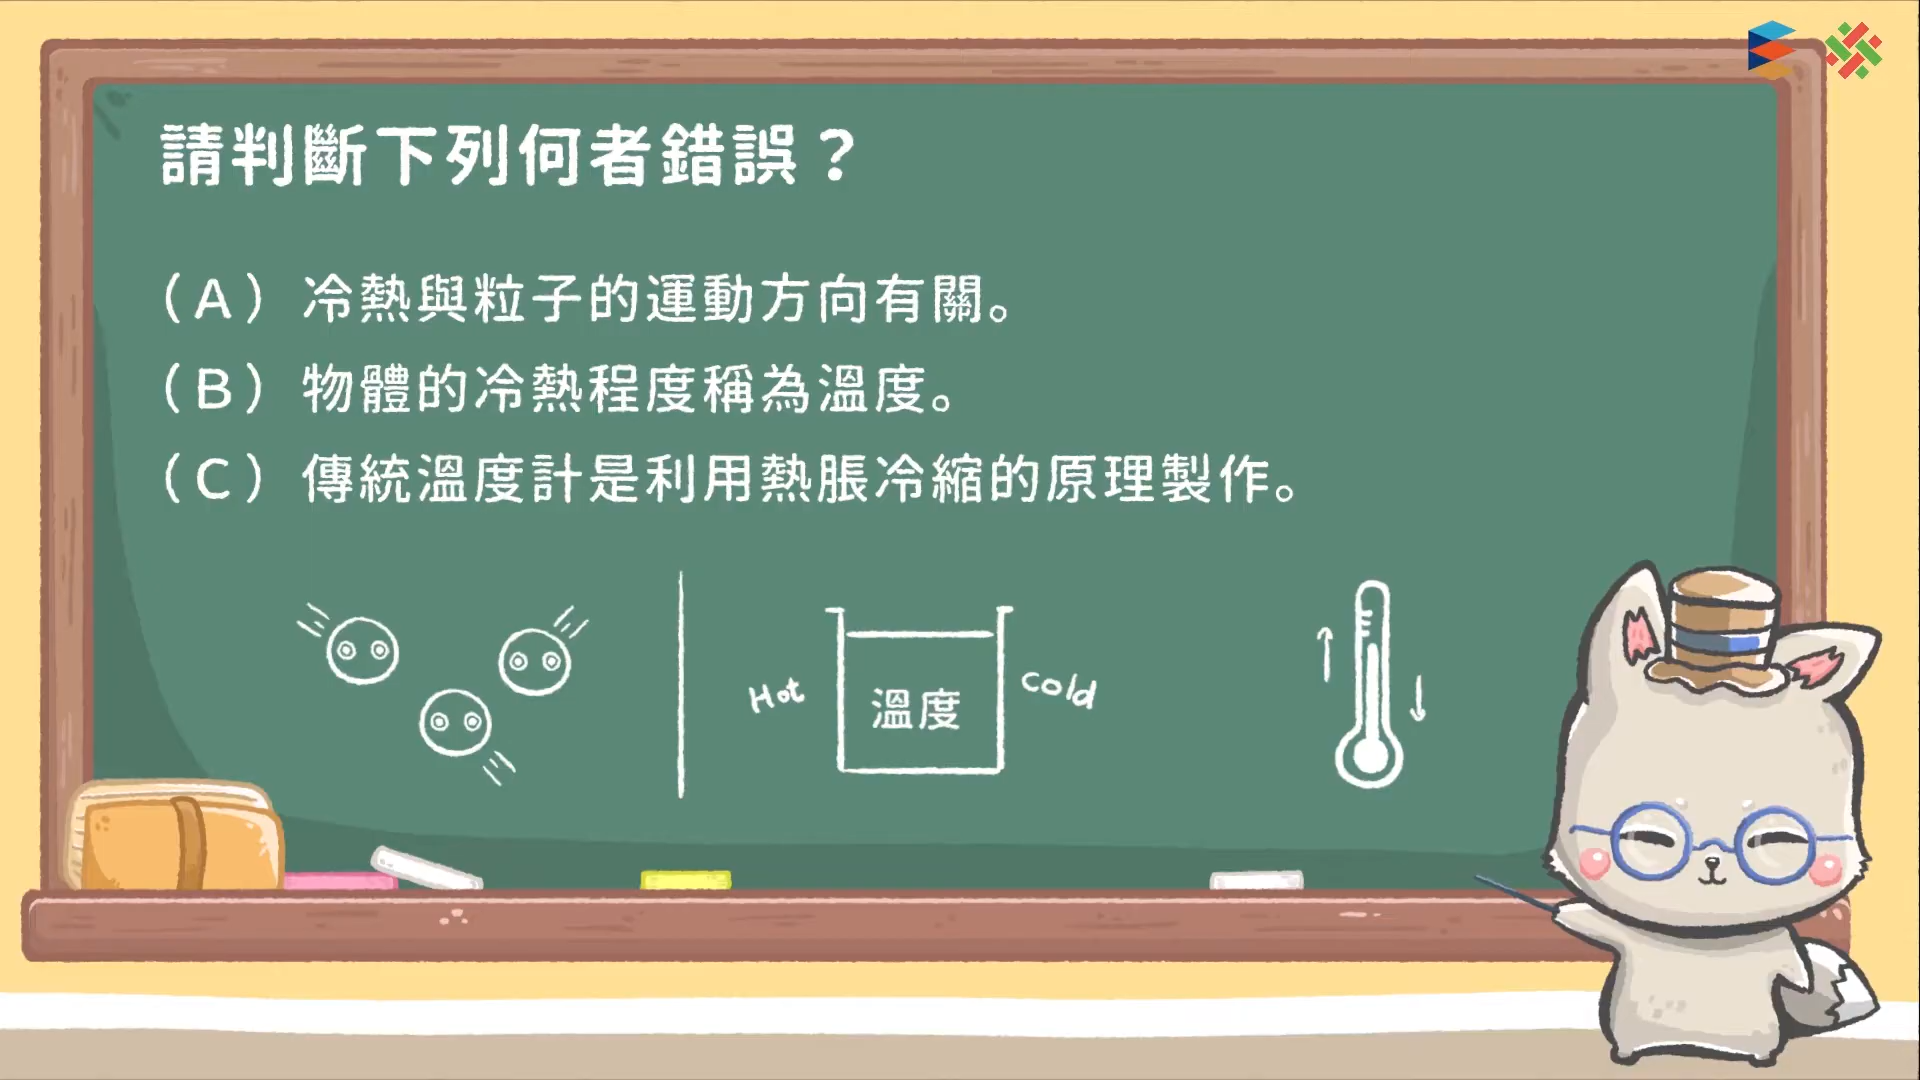 請判斷下列何者錯誤？
（A）冷熱與粒子的運動方向有關。
（B）物體的冷熱程度稱為溫度。
（C）傳統溫度計是利用熱脹冷縮的原理製作。
Hot
溫度
cold